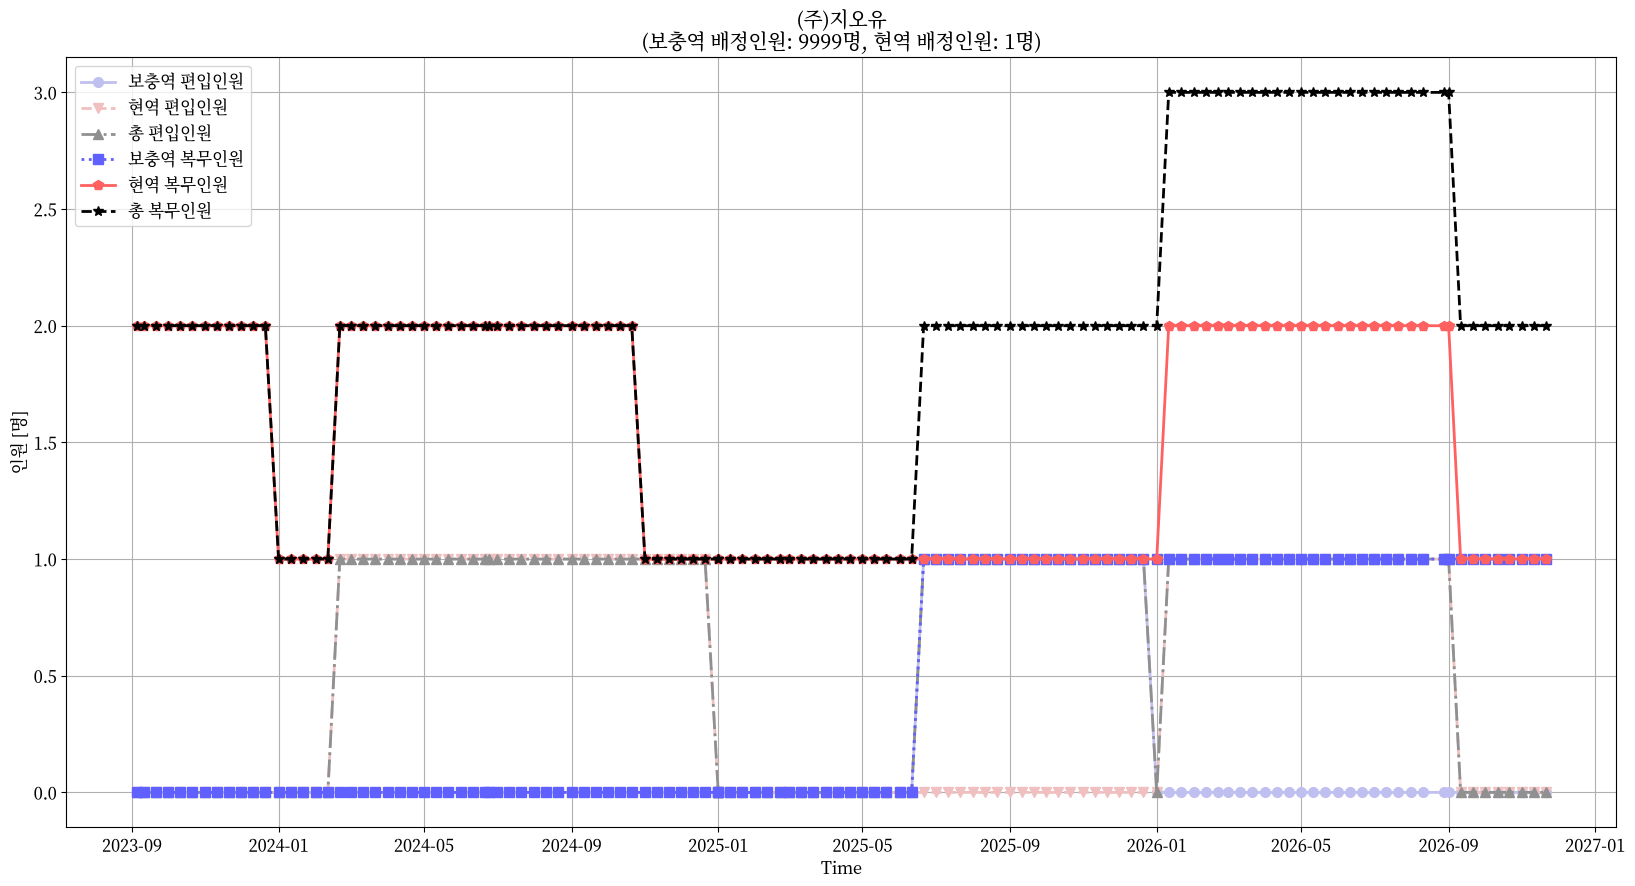 (주)지오유
(보충역 배정인원: 9999명, 현역 배정인원: 1명)
보충역 편입인원
현역 편입인원
총 편입인원
보충역 복무인원
현역 복무인원
총 복무인원
인원 [명]
3.0
2.5
2.0
1.5
1.0
0.5
0.0
2023-09 2024-01 2024-05 2024-09 2025-01 2025-05 2025-09 2026-01 2026-05 2026-09 2027-01
Time